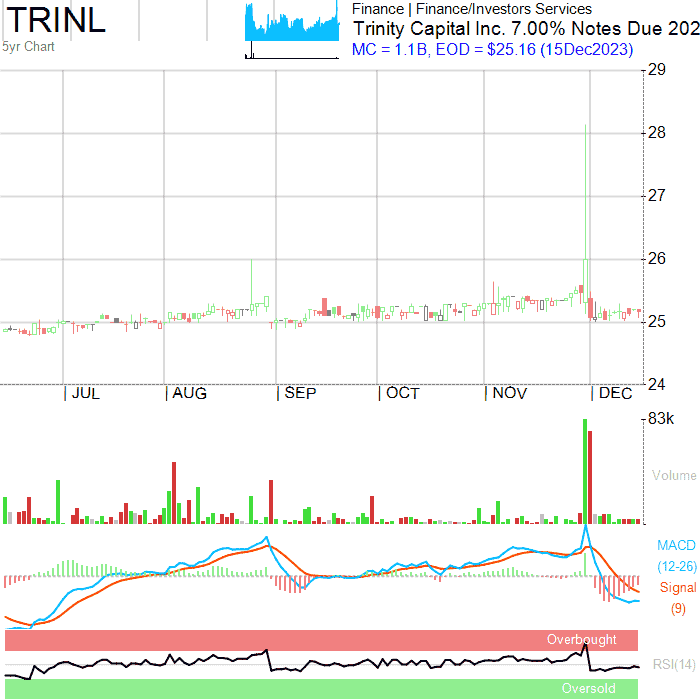 TRINL
5yr Chart
Finance | Finance/Investors Services
Trinity Capital Inc. 7.00% Notes Due 202
MC = 1.1B, EOD = $25.16 (15Dec2023)
29
28
27
26
25
24
JUL AUG SEP OCT NOV DEC
83k
Volume
MACD
(12-26)
Signal
(9)
Overbought
RSI(14)
Oversold